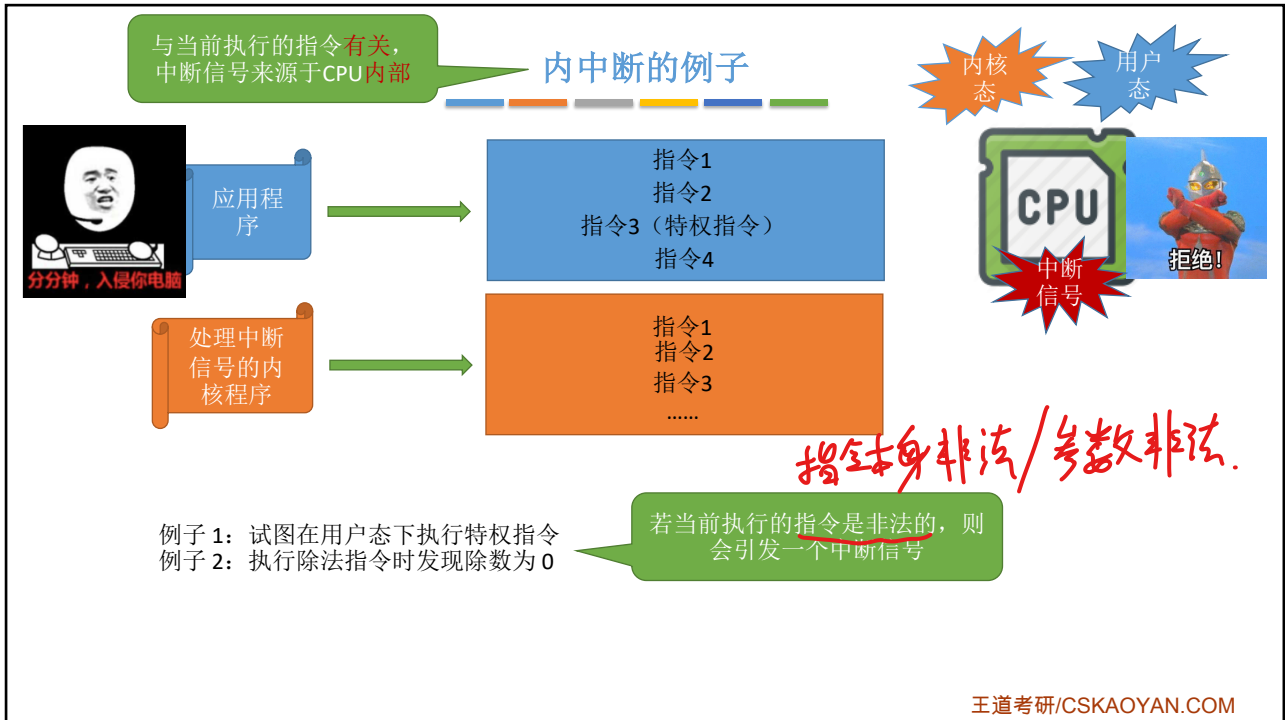 与当前执行的指令有关，
中断信号来源于CPU内部
内中断的例子
内核
态
用户
态
分分钟，入侵你电脑
应用程
序
指令1
指令2
指令3（特权指令）
指令4
CPU
中断
信号
拒绝！
处理中断
信号的内
核程序
指令1
指令2
指令3
……
指令本身非法/参数非法.
例子 1：试图在用户态下执行特权指令
例子 2：执行除法指令时发现除数为 0
若当前执行的指令是非法的，则
会引发一个中断信号
王道考研/CSKAOYAN.COM